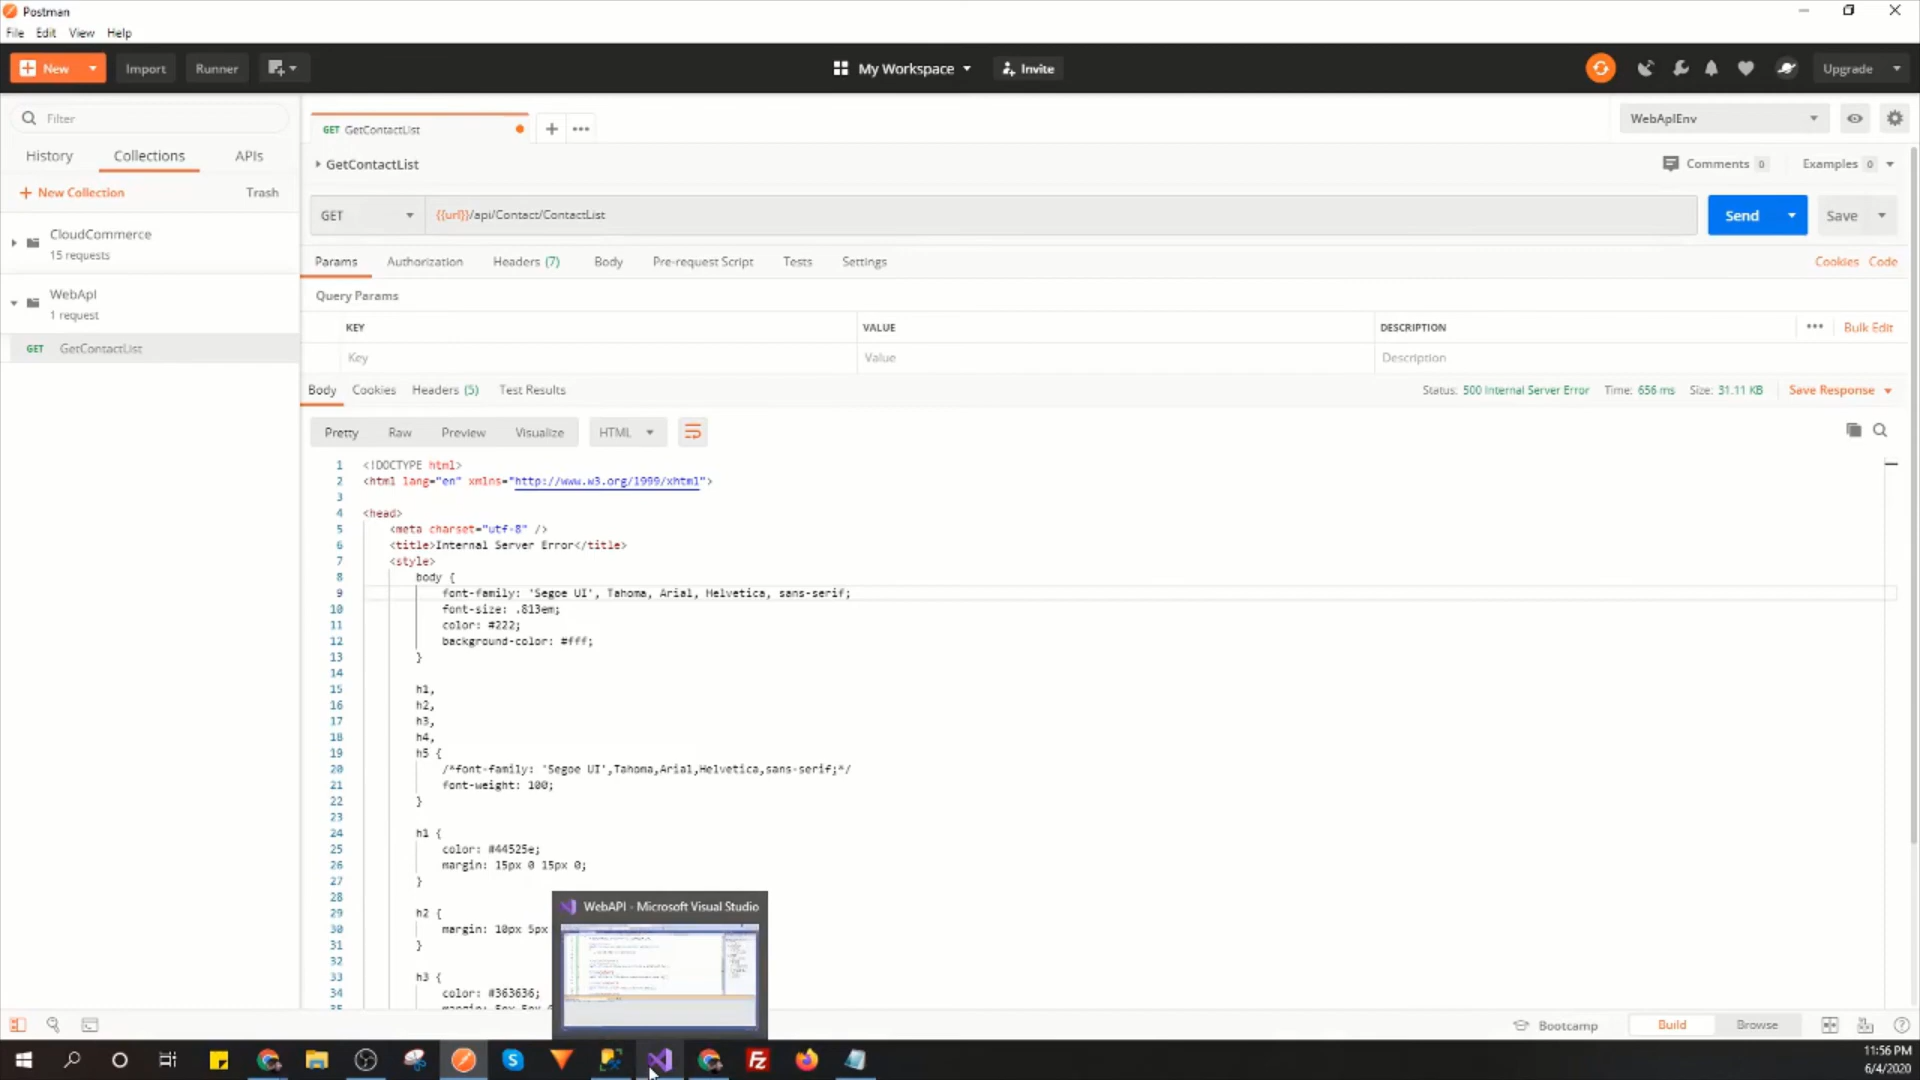 Postman
File Edit View Help
New Import Runner My Workspace Invite Upgrade
Filter
History Collections APIs
New Collection Trash
CloudCommerce
15 requests
WebApI
1 request
GET GetContactList
GET GetContactList
WebApIEnv
GetContactList
Comments 0 Examples 0
GET {{url}}/api/Contact/ContactList Send Save
Params Authorization Headers (7) Body Pre-request Script Tests Settings Cookies Code
Query Params
KEY VALUE DESCRIPTION Bulk Edit
Key Value Description
Body Cookies Headers (5) Test Results Status: 500 Internal Server Error Time: 656 ms Size: 31.11 KB Save Response
Pretty Raw Preview Visualize HTML
1 <!DOCTYPE html>
2 <html lang="en" xmlns="http://www.w3.org/1999/xhtml">
3
4 <head>
5 <meta charset="utf-8" />
6 <title>Internal Server Error</title>
7 <style>
8 body {
9 font-family: 'Segoe UI', Tahoma, Arial, Helvetica, sans-serif;
10 font-size: .813em;
11 color: #222;
12 background-color: #fff;
13 }
14
15 h1,
16 h2,
17 h3,
18 h4,
19 h5 {
20 /*font-family: 'Segoe UI',Tahoma,Arial,Helvetica,sans-serif;*/
21 font-weight: 100;
22 }
23
24 h1 {
25 color: #44525e;
26 margin: 15px 0 15px 0;
27 }
28
29 h2 {
30 margin: 10px 5px
31 }
32
33 h3 {
34 color: #363636;
35
WebAPI - Microsoft Visual Studio
Bootcamp Build Browse
11:56 PM
6/4/2020